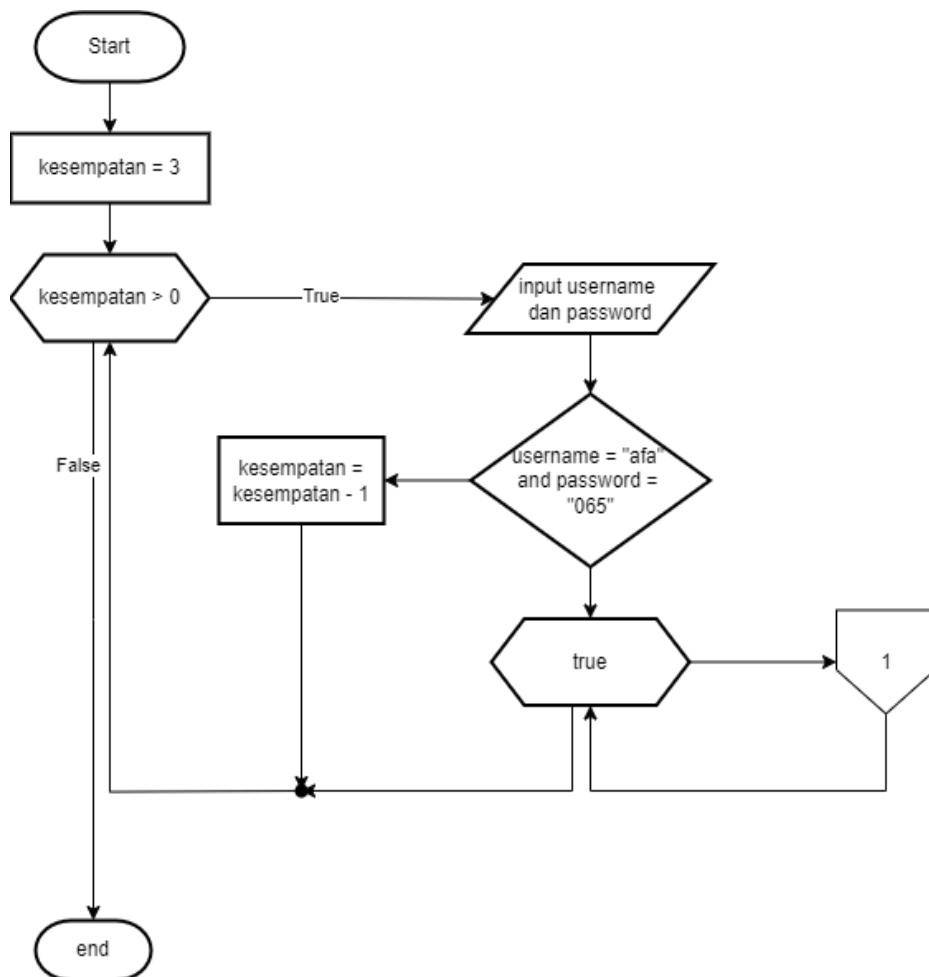 Start
kesempatan = 3
kesempatan > 0
True
input username
dan password
False
kesempatan =
kesempatan - 1
username = "afa"
and password =
"065"
true
1
end